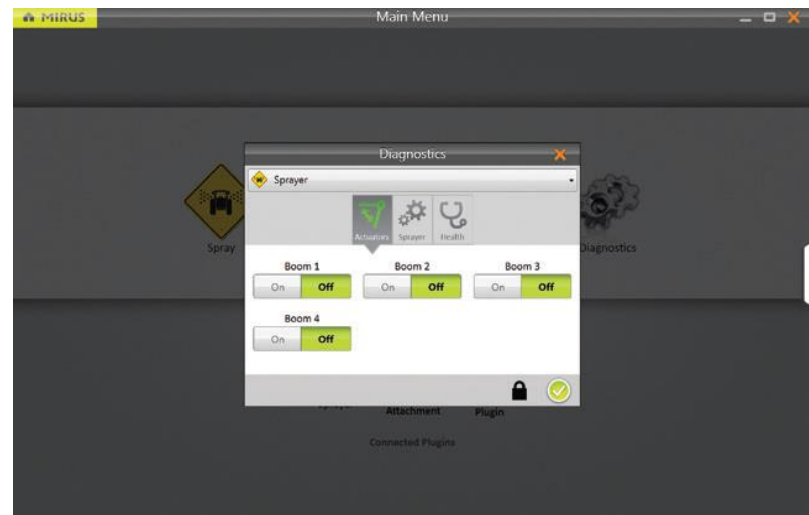 MIRUS Main Menu
Diagnostics
Sprayer
Actuators Sprayer Health
Spray Diagnostics
Boom 1 Boom 2 Boom 3
On Off On Off On Off
Boom 4
On Off
Attachment Plugin
Connected Plugins